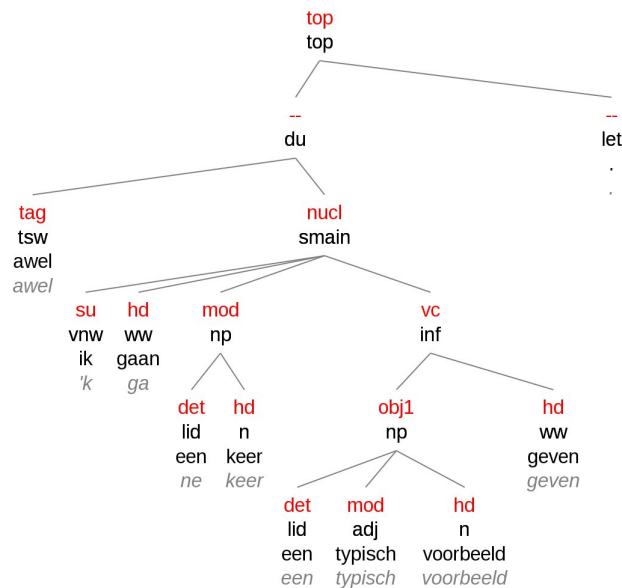 top
top
-- --
du let
.
.
tag nucl
tsw smain
awel
awel
su hd mod vc
vnw ww np inf
ik gaan
'k ga
det hd obj1 hd
lid n np ww
een keer geven
ne keer geven
det mod hd
lid adj n
een typisch voorbeeld
een typisch voorbeeld